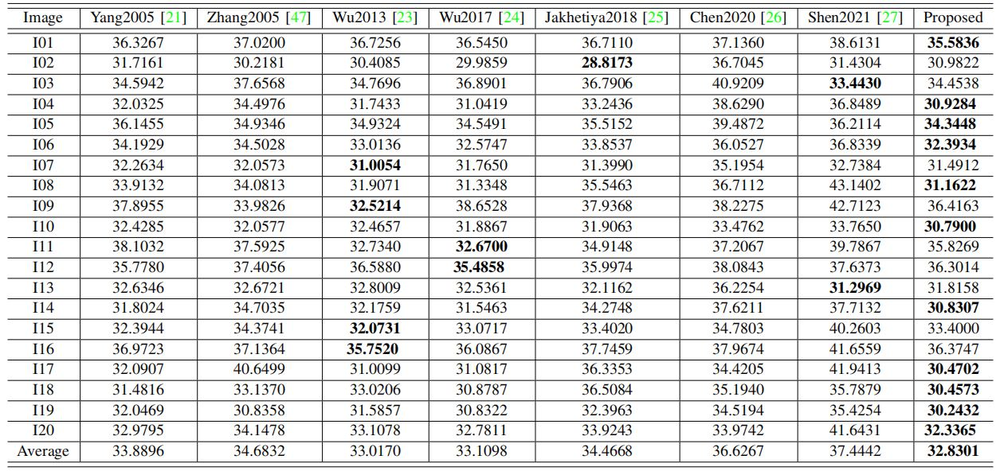 Image Yang2005 [21] Zhang2005 [47] Wu2013 [23] Wu2017 [24] Jakhetiya2018 [25] Chen2020 [26] Shen2021 [27] Proposed
I01 36.3267 37.0200 36.7256 36.5450 36.7110 37.1360 38.6131 35.5836
I02 31.7161 30.2181 30.4085 29.9859 28.8173 36.7045 31.4304 30.9822
I03 34.5942 37.6568 34.7696 36.8901 36.7906 40.9209 33.4430 34.4538
I04 32.0325 34.4976 31.7433 31.0419 33.2436 38.6290 36.8489 30.9284
I05 36.1455 34.9346 34.9324 34.5491 35.5152 39.4872 36.2114 34.3448
I06 34.1929 34.5028 33.0136 32.5747 33.8537 36.0527 36.8339 32.3934
I07 32.2634 32.0573 31.0054 31.7650 31.3990 35.1954 32.7384 31.4912
I08 33.9132 34.0813 31.9071 31.3348 35.5463 36.7112 43.1402 31.1622
I09 37.8955 33.9826 32.5214 38.6528 37.9368 38.2275 42.7123 36.4163
I10 32.4285 32.0577 32.4657 31.8867 31.9063 33.4762 33.7650 30.7900
I11 38.1032 37.5925 32.7340 32.6700 34.9148 37.2067 39.7867 35.8269
I12 35.7780 37.4056 36.5880 35.4858 35.9974 38.0843 37.6373 36.3014
I13 32.6346 32.6721 32.8009 32.5361 32.1162 36.2254 31.2969 31.8158
I14 31.8024 34.7035 32.1759 31.5463 34.2748 37.6211 37.7132 30.8307
I15 32.3944 34.3741 32.0731 33.0717 33.4020 34.7803 40.2603 33.4000
I16 36.9723 37.1364 35.7520 36.0867 37.7459 37.9674 41.6559 36.3747
I17 32.0907 40.6499 31.0099 31.0817 36.3353 34.4205 41.9413 30.4702
I18 31.4816 33.1370 33.0206 30.8787 36.5084 35.1940 35.7879 30.4573
I19 32.0469 30.8358 31.5857 30.8322 32.3963 34.5194 35.4254 30.2432
I20 32.9795 34.1478 33.1078 32.7811 33.9243 33.9742 41.6431 32.3365
Average 33.8896 34.6832 33.0170 33.1098 34.4668 36.6267 37.4442 32.8301